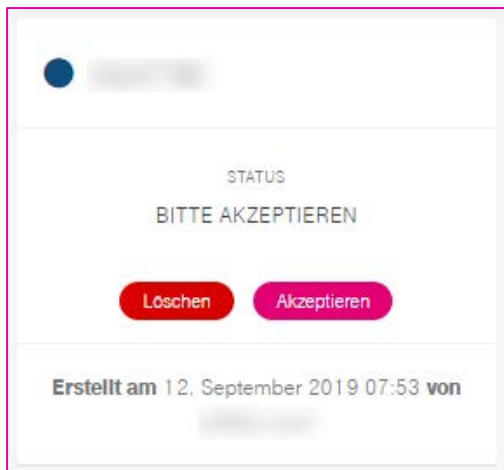 STATUS
BITTE AKZEPTIEREN
Löschen Akzeptieren
Erstellt am 12. September 2019 07:53 von